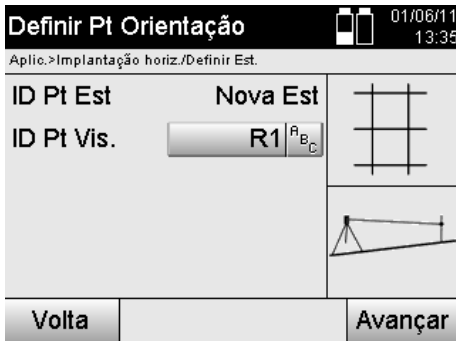 Definir Pt Orientação
01/06/11
13:35
Aplic.>Implantação horiz./Definir Est.
ID Pt Est Nova Est
ID Pt Vis. R1 ABC
Volta Avançar